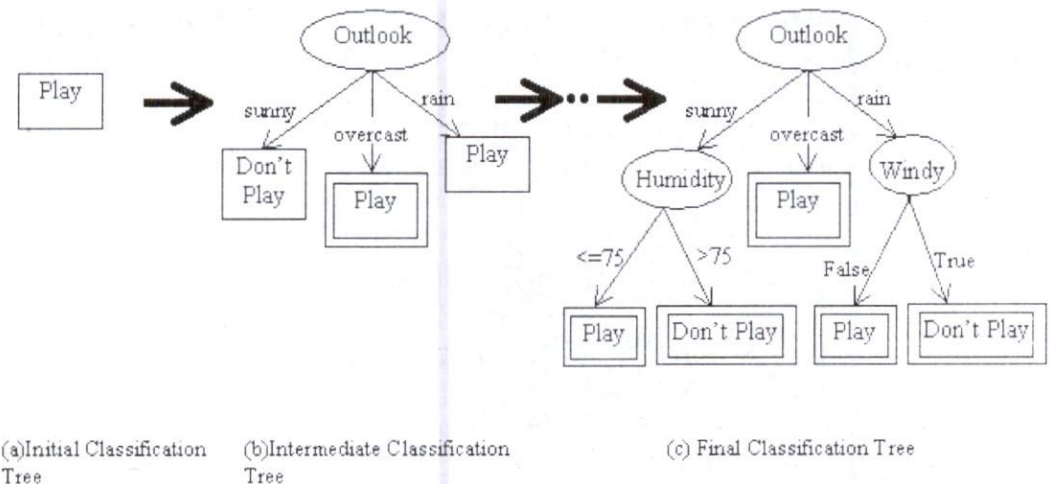 Play
Outlook
sunny
overcast
rain
Don't
Play
Play
Play
Outlook
sunny
overcast
rain
Humidity
Play
Windy
<=75
>75
False
True
Play
Don't Play
Play
Don't Play
(a)Initial Classification
Tree
(b)Intermediate Classification
Tree
(c) Final Classification Tree